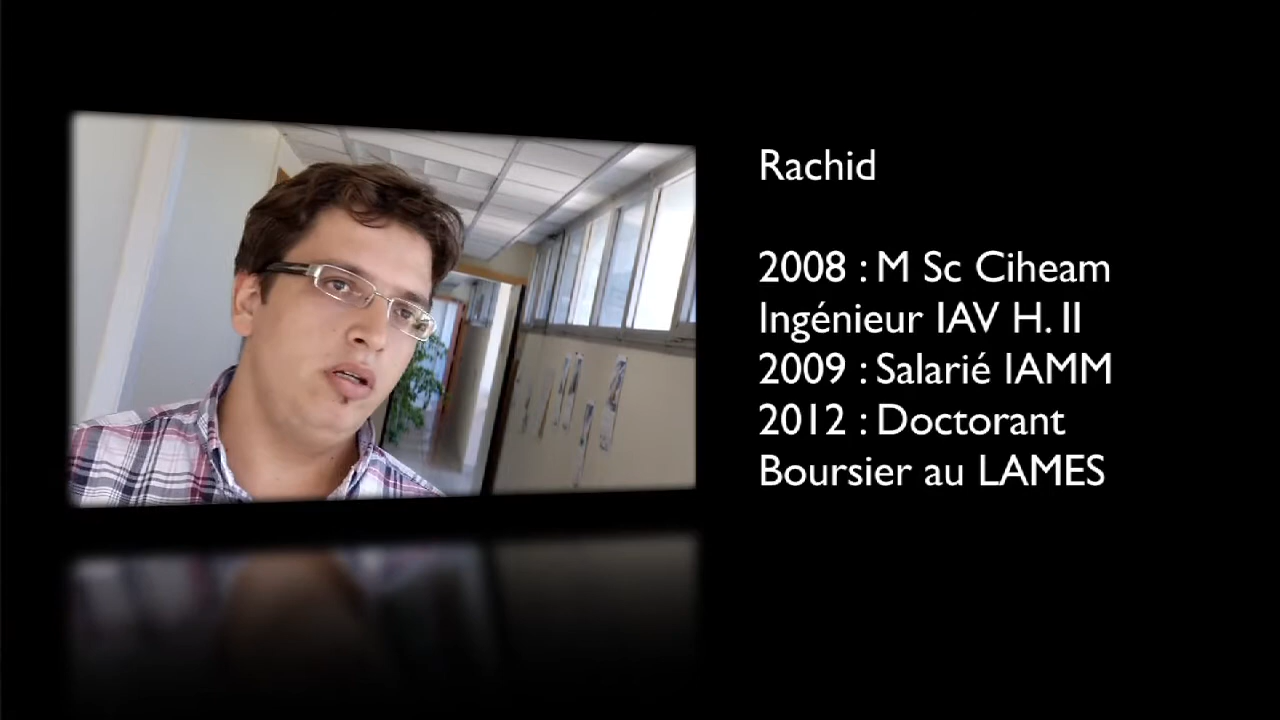 Rachid
2008 : M Sc Ciheam
Ingénieur IAV H. II
2009 : Salarié IAMM
2012 : Doctorant
Boursier au LAMES